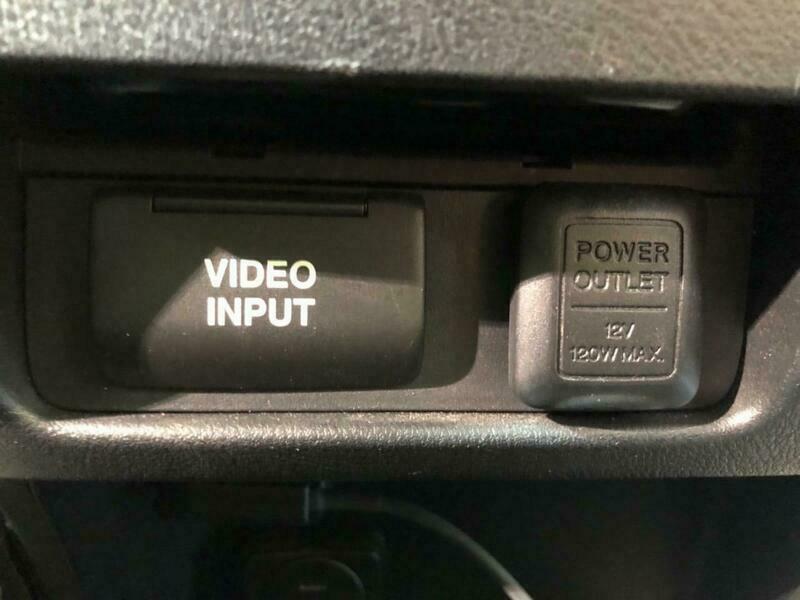 VIDEO
INPUT
POWER
OUTLET
12V
120W MAX.